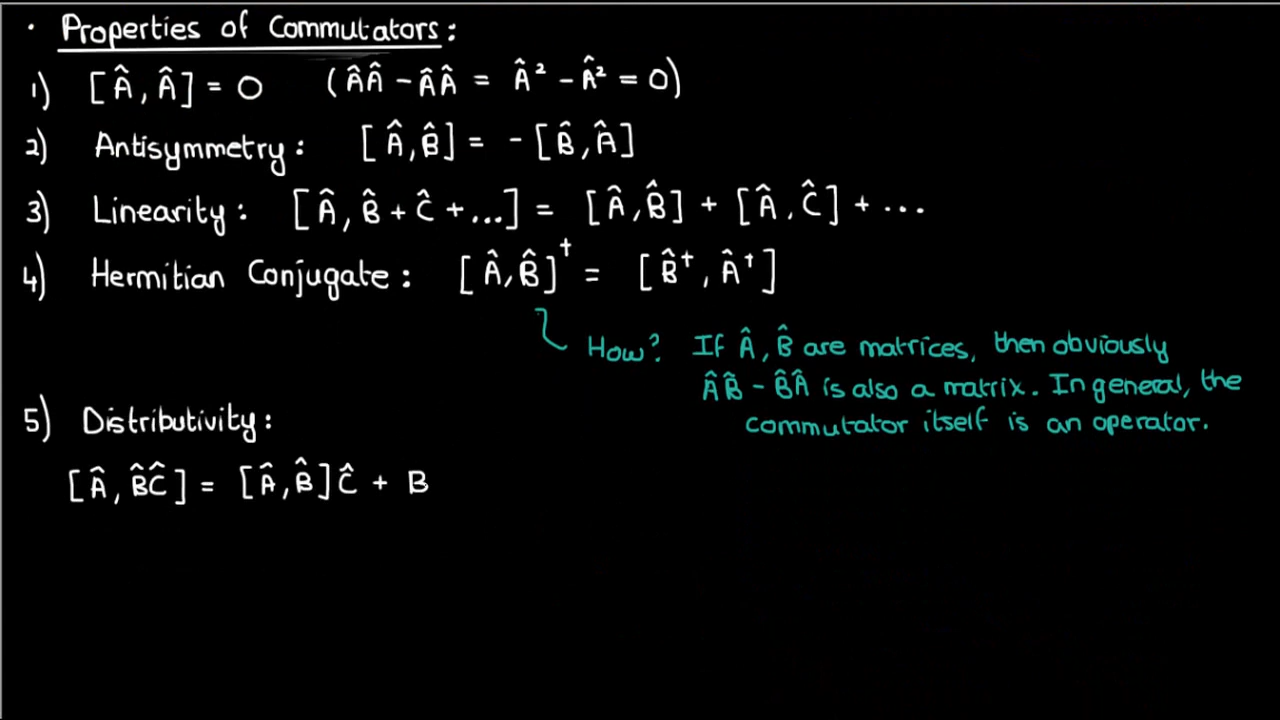 · Properties of Commutators:
1) [Â, Â] = 0 (ÂÂ - ÂÂ = Â² - Â² = 0)
2) Antisymmetry: [Â, B̂] = - [B̂, Â]
3) Linearity: [Â, B̂ + Ĉ + ...] = [Â, B̂] + [Â, Ĉ] + ...
4) Hermitian Conjugate: [Â, B̂]† = [B̂†, Â†]
How? If Â, B̂ are matrices, then obviously
ÂB̂ - B̂Â is also a matrix. In general, the
commutator itself is an operator.
5) Distributivity:
[Â, B̂Ĉ] = [Â, B̂]Ĉ + B